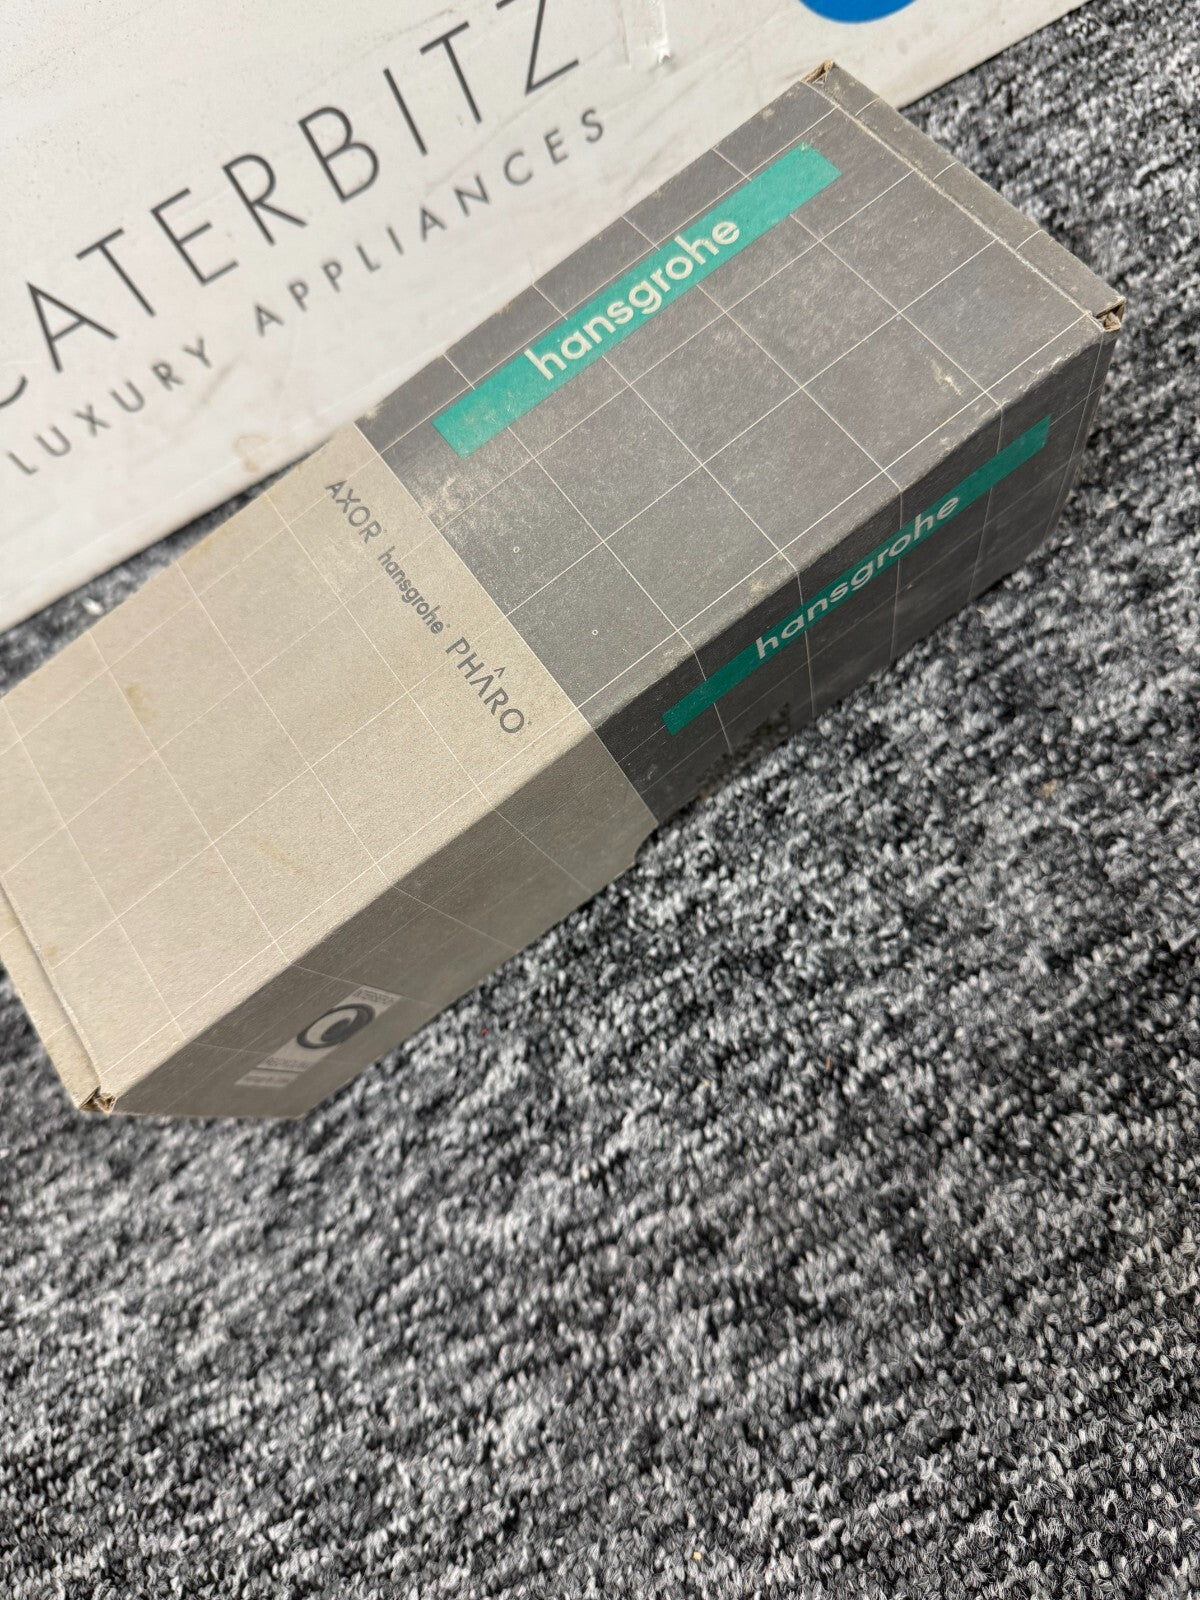 CATERBITZ
LUXURY APPLIANCES
hansgrohe
AXOR® hansgrohe® PHÂRO®
hansgrohe